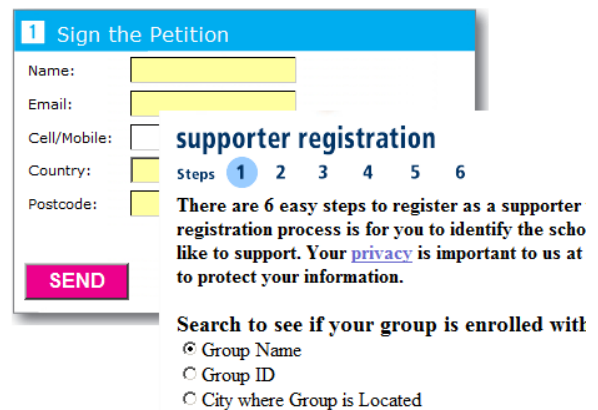 1 Sign the Petition
Name:
Email:
Cell/Mobile:
Country:
Postcode:
SEND
supporter registration
Steps 1 2 3 4 5 6
There are 6 easy steps to register as a supporter
registration process is for you to identify the
like to support. Your privacy is important to us at
to protect your information.
Search to see if your group is enrolled
Group Name
Group ID
City where Group is Located